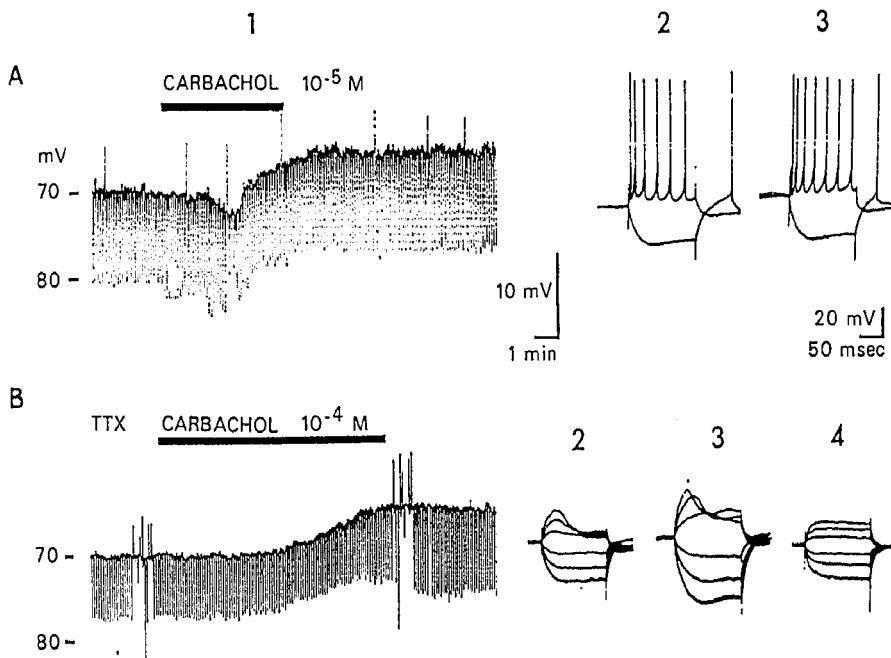 1 2 3
A CARBACHOL 10⁻⁵ M
mV
70 –
80 –
10 mV
1 min
20 mV
50 msec
B TTX CARBACHOL 10⁻⁴ M
2 3 4
70 –
80 –